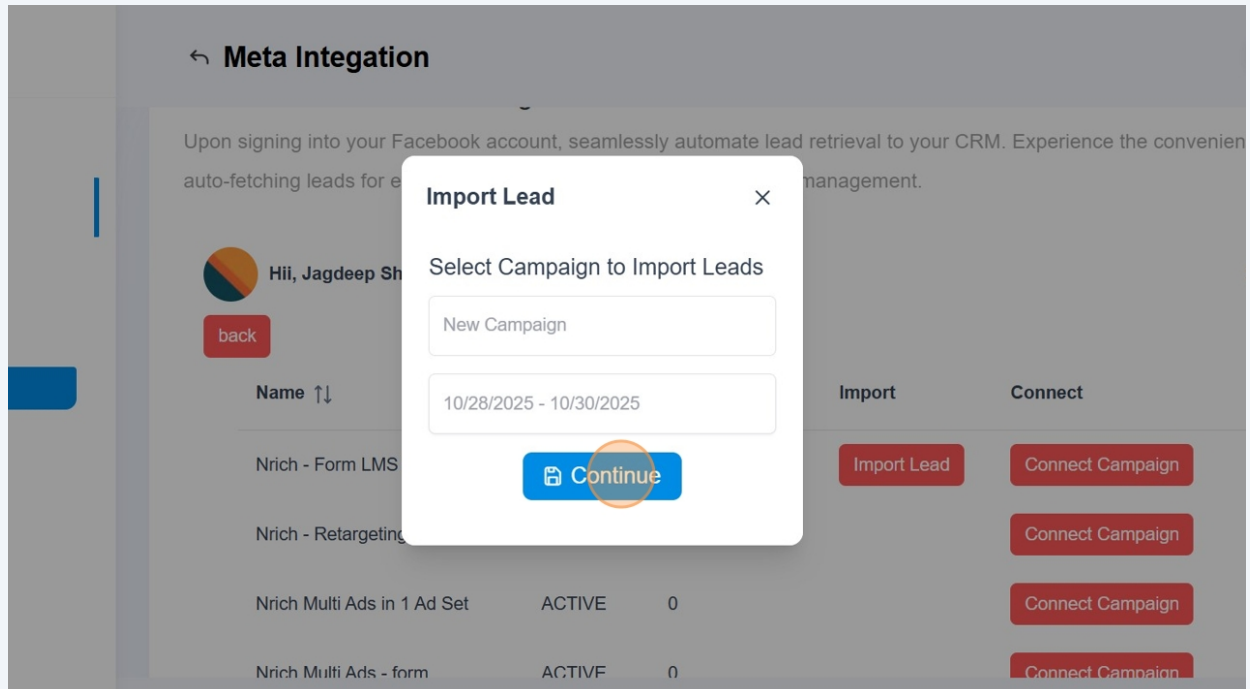 Meta Integation
Upon signing into your Facebook account, seamlessly automate lead retrieval to your CRM. Experience the convenien
auto-fetching leads for e
management.
Import Lead
Select Campaign to Import Leads
New Campaign
10/28/2025 - 10/30/2025
Continue
Hii, Jagdeep Sh
back
Name Import Connect
Nrich - Form LMS Import Lead Connect Campaign
Nrich - Retargeting Connect Campaign
Nrich Multi Ads in 1 Ad Set ACTIVE 0 Connect Campaign
Nrich Multi Ads - form ACTIVE 0 Connect Campaign